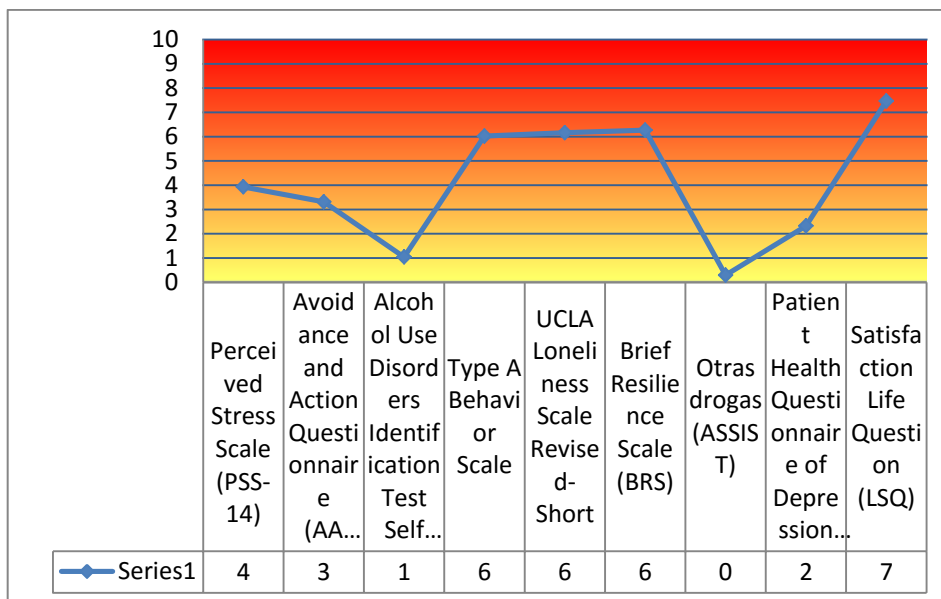 10
9
8
7
6
5
4
3
2
1
0
Percei
ved
Stress
Scale
(PSS-
14)
Avoid
ance
and
Action
Questi
onnair
e
(AA...
Alcoh
ol Use
Disord
ers
Identif
ication
Test
Self...
Type A
Behavi
or
Scale
UCLA
Loneli
ness
Scale
Revised-
Short
Brief
Resilie
nce
Scale
(BRS)
Otras
drogas
(ASSIS
T)
Patien
t
Health
Questi
onnair
e of
Depre
ssion...
Satisfa
ction
Life
Questi
on
(LSQ)
Series1 4 3 1 6 6 6 0 2 7